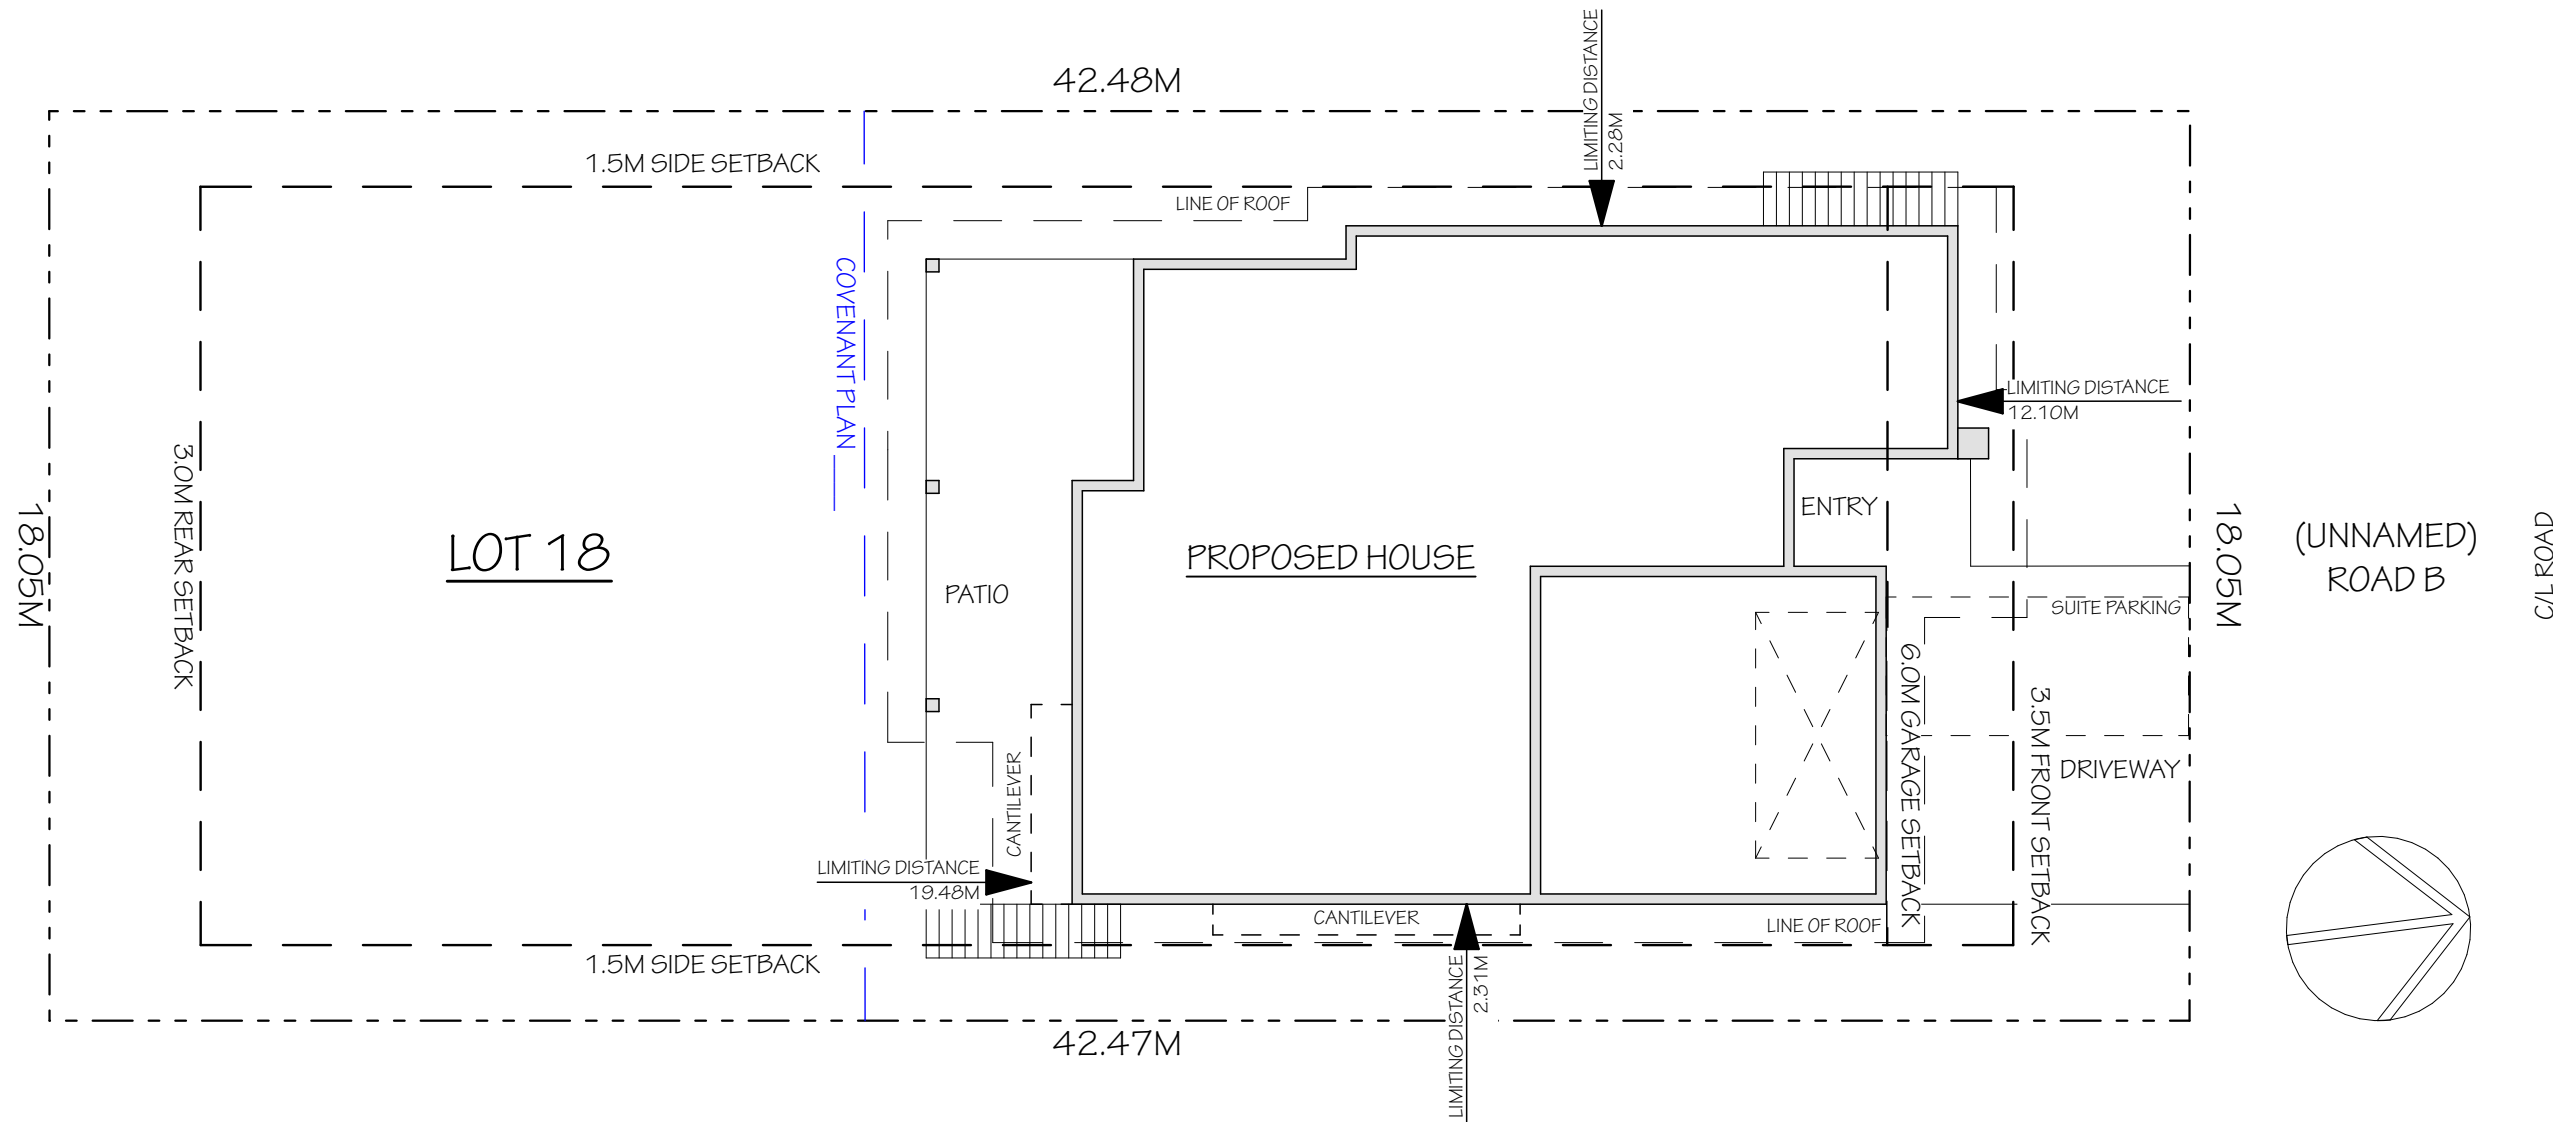 LIMITING DISTANCE
2.28M
42.48M
1.5M SIDE SETBACK
LINE OF ROOF
COVENANT PLAN
LIMITING DISTANCE
12.10M
3.0M REAR SETBACK
18.05M
LOT 18
PROPOSED HOUSE
ENTRY
PATIO
18.05M
(UNNAMED)
ROAD B
C/L ROAD
SUITE PARKING
6.0M GARAGE SETBACK
3.5M FRONT SETBACK
DRIVEWAY
CANTILEVER
LIMITING DISTANCE
19.48M
CANTILEVER
LINE OF ROOF
1.5M SIDE SETBACK
LIMITING DISTANCE
2.31M
42.47M